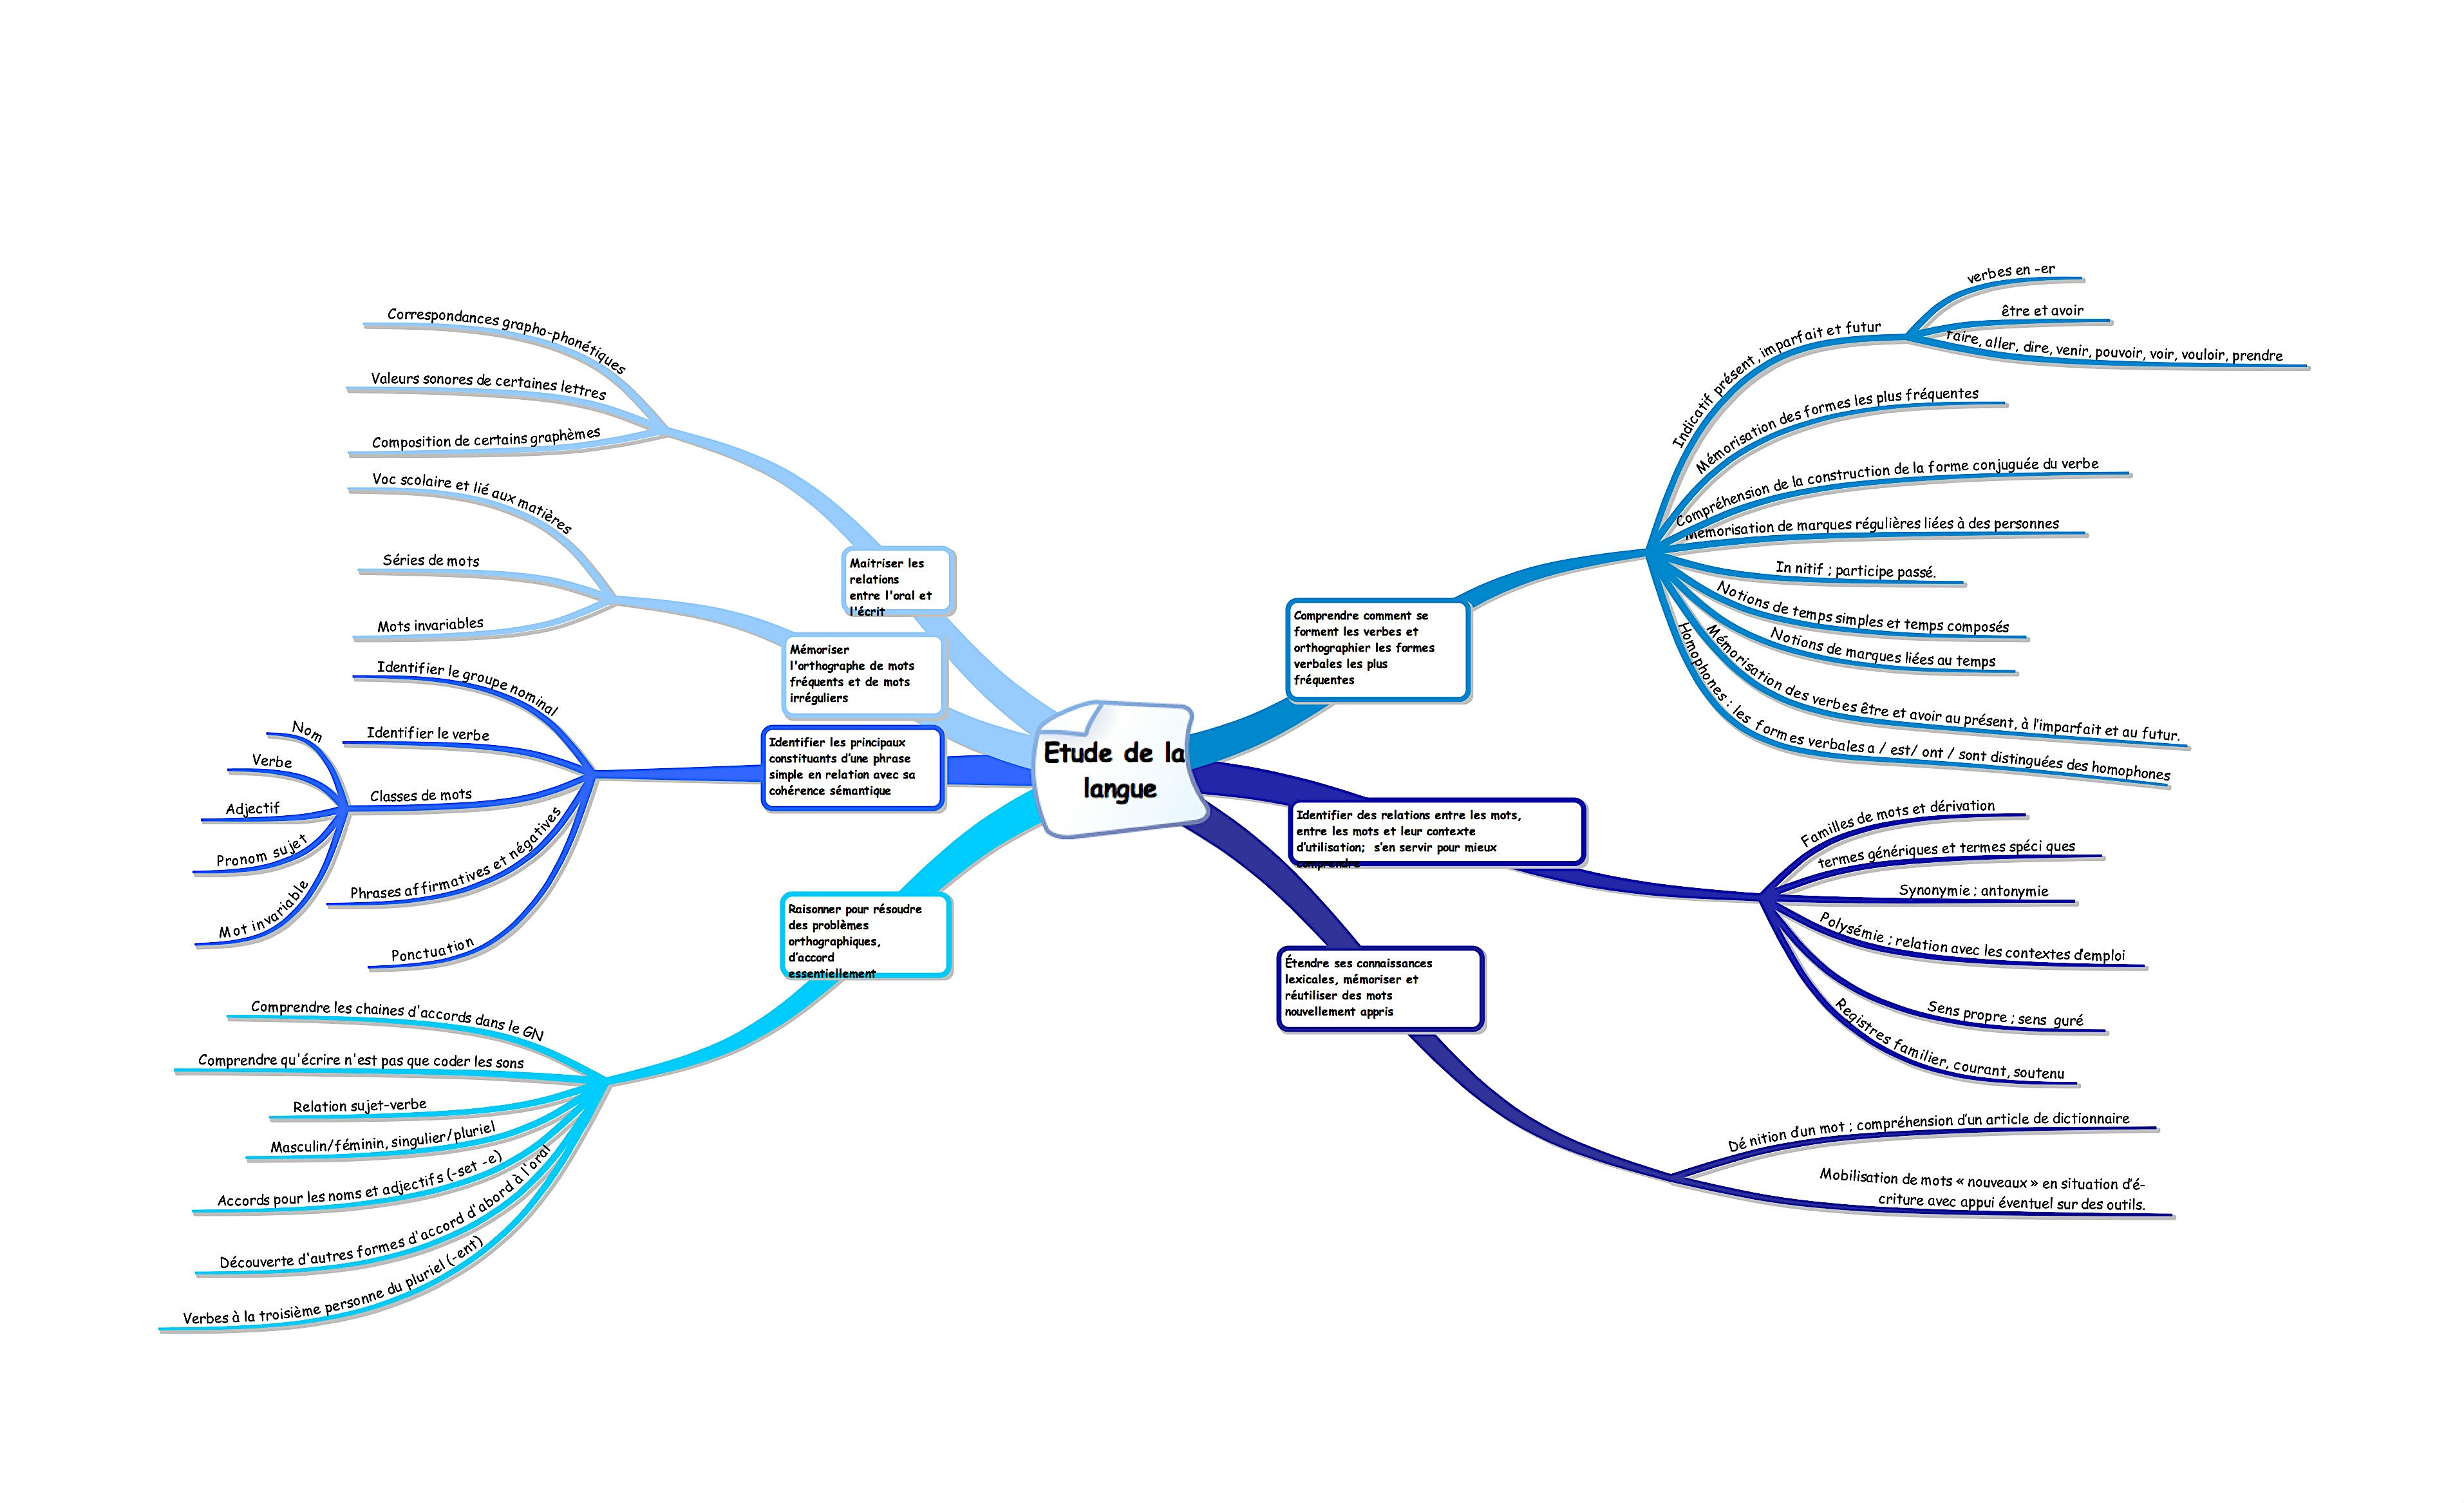 Etude de la
langue
Maitriser les
relations
entre l'oral et
l'écrit
Correspondances grapho-phonétiques
Valeurs sonores de certaines lettres
Composition de certains graphèmes
Mémoriser
l'orthographe de mots
fréquents et de mots
irréguliers
Voc scolaire et lié aux matières
Séries de mots
Mots invariables
Identifier les principaux
constituants d'une phrase
simple en relation avec sa
cohérence sémantique
Identifier le groupe nominal
Identifier le verbe
Classes de mots
Nom
Verbe
Adjectif
Pronom sujet
Mot invariable
Phrases affirmatives et négatives
Ponctuation
Raisonner pour résoudre
des problèmes
orthographiques,
d'accord
essentiellement
Comprendre les chaines d'accords dans le GN
Comprendre qu'écrire n'est pas que coder les sons
Relation sujet-verbe
Masculin/féminin, singulier/pluriel
Accords pour les noms et adjectifs (-set -e)
Découverte d'autres formes d'accord d'abord à l'oral
Verbes à la troisième personne du pluriel (-ent)
Comprendre comment se
forment les verbes et
orthographier les formes
verbales les plus
fréquentes
Indicatif présent, imparfait et futur
verbes en -er
être et avoir
faire, aller, dire, venir, pouvoir, voir, vouloir, prendre
Mémorisation des formes les plus fréquentes
Compréhension de la construction de la forme conjuguée du verbe
Mémorisation de marques régulières liées à des personnes
In nitif ; participe passé.
Notions de temps simples et temps composés
Notions de marques liées au temps
Mémorisation des verbes être et avoir au présent, à l'imparfait et au futur.
Homophones : les formes verbales a / est/ ont / sont distinguées des homophones
Identifier des relations entre les mots,
entre les mots et leur contexte
d'utilisation; s'en servir pour mieux
comprendre
Familles de mots et dérivation
termes génériques et termes spéci ques
Synonymie ; antonymie
Polysémie ; relation avec les contextes d'emploi
Sens propre ; sens guré
Registres familier, courant, soutenu
Étendre ses connaissances
lexicales, mémoriser et
réutiliser des mots
nouvellement appris
Dé nition d'un mot ; compréhension d'un article de dictionnaire
Mobilisation de mots « nouveaux » en situation d'é-
criture avec appui éventuel sur des outils.